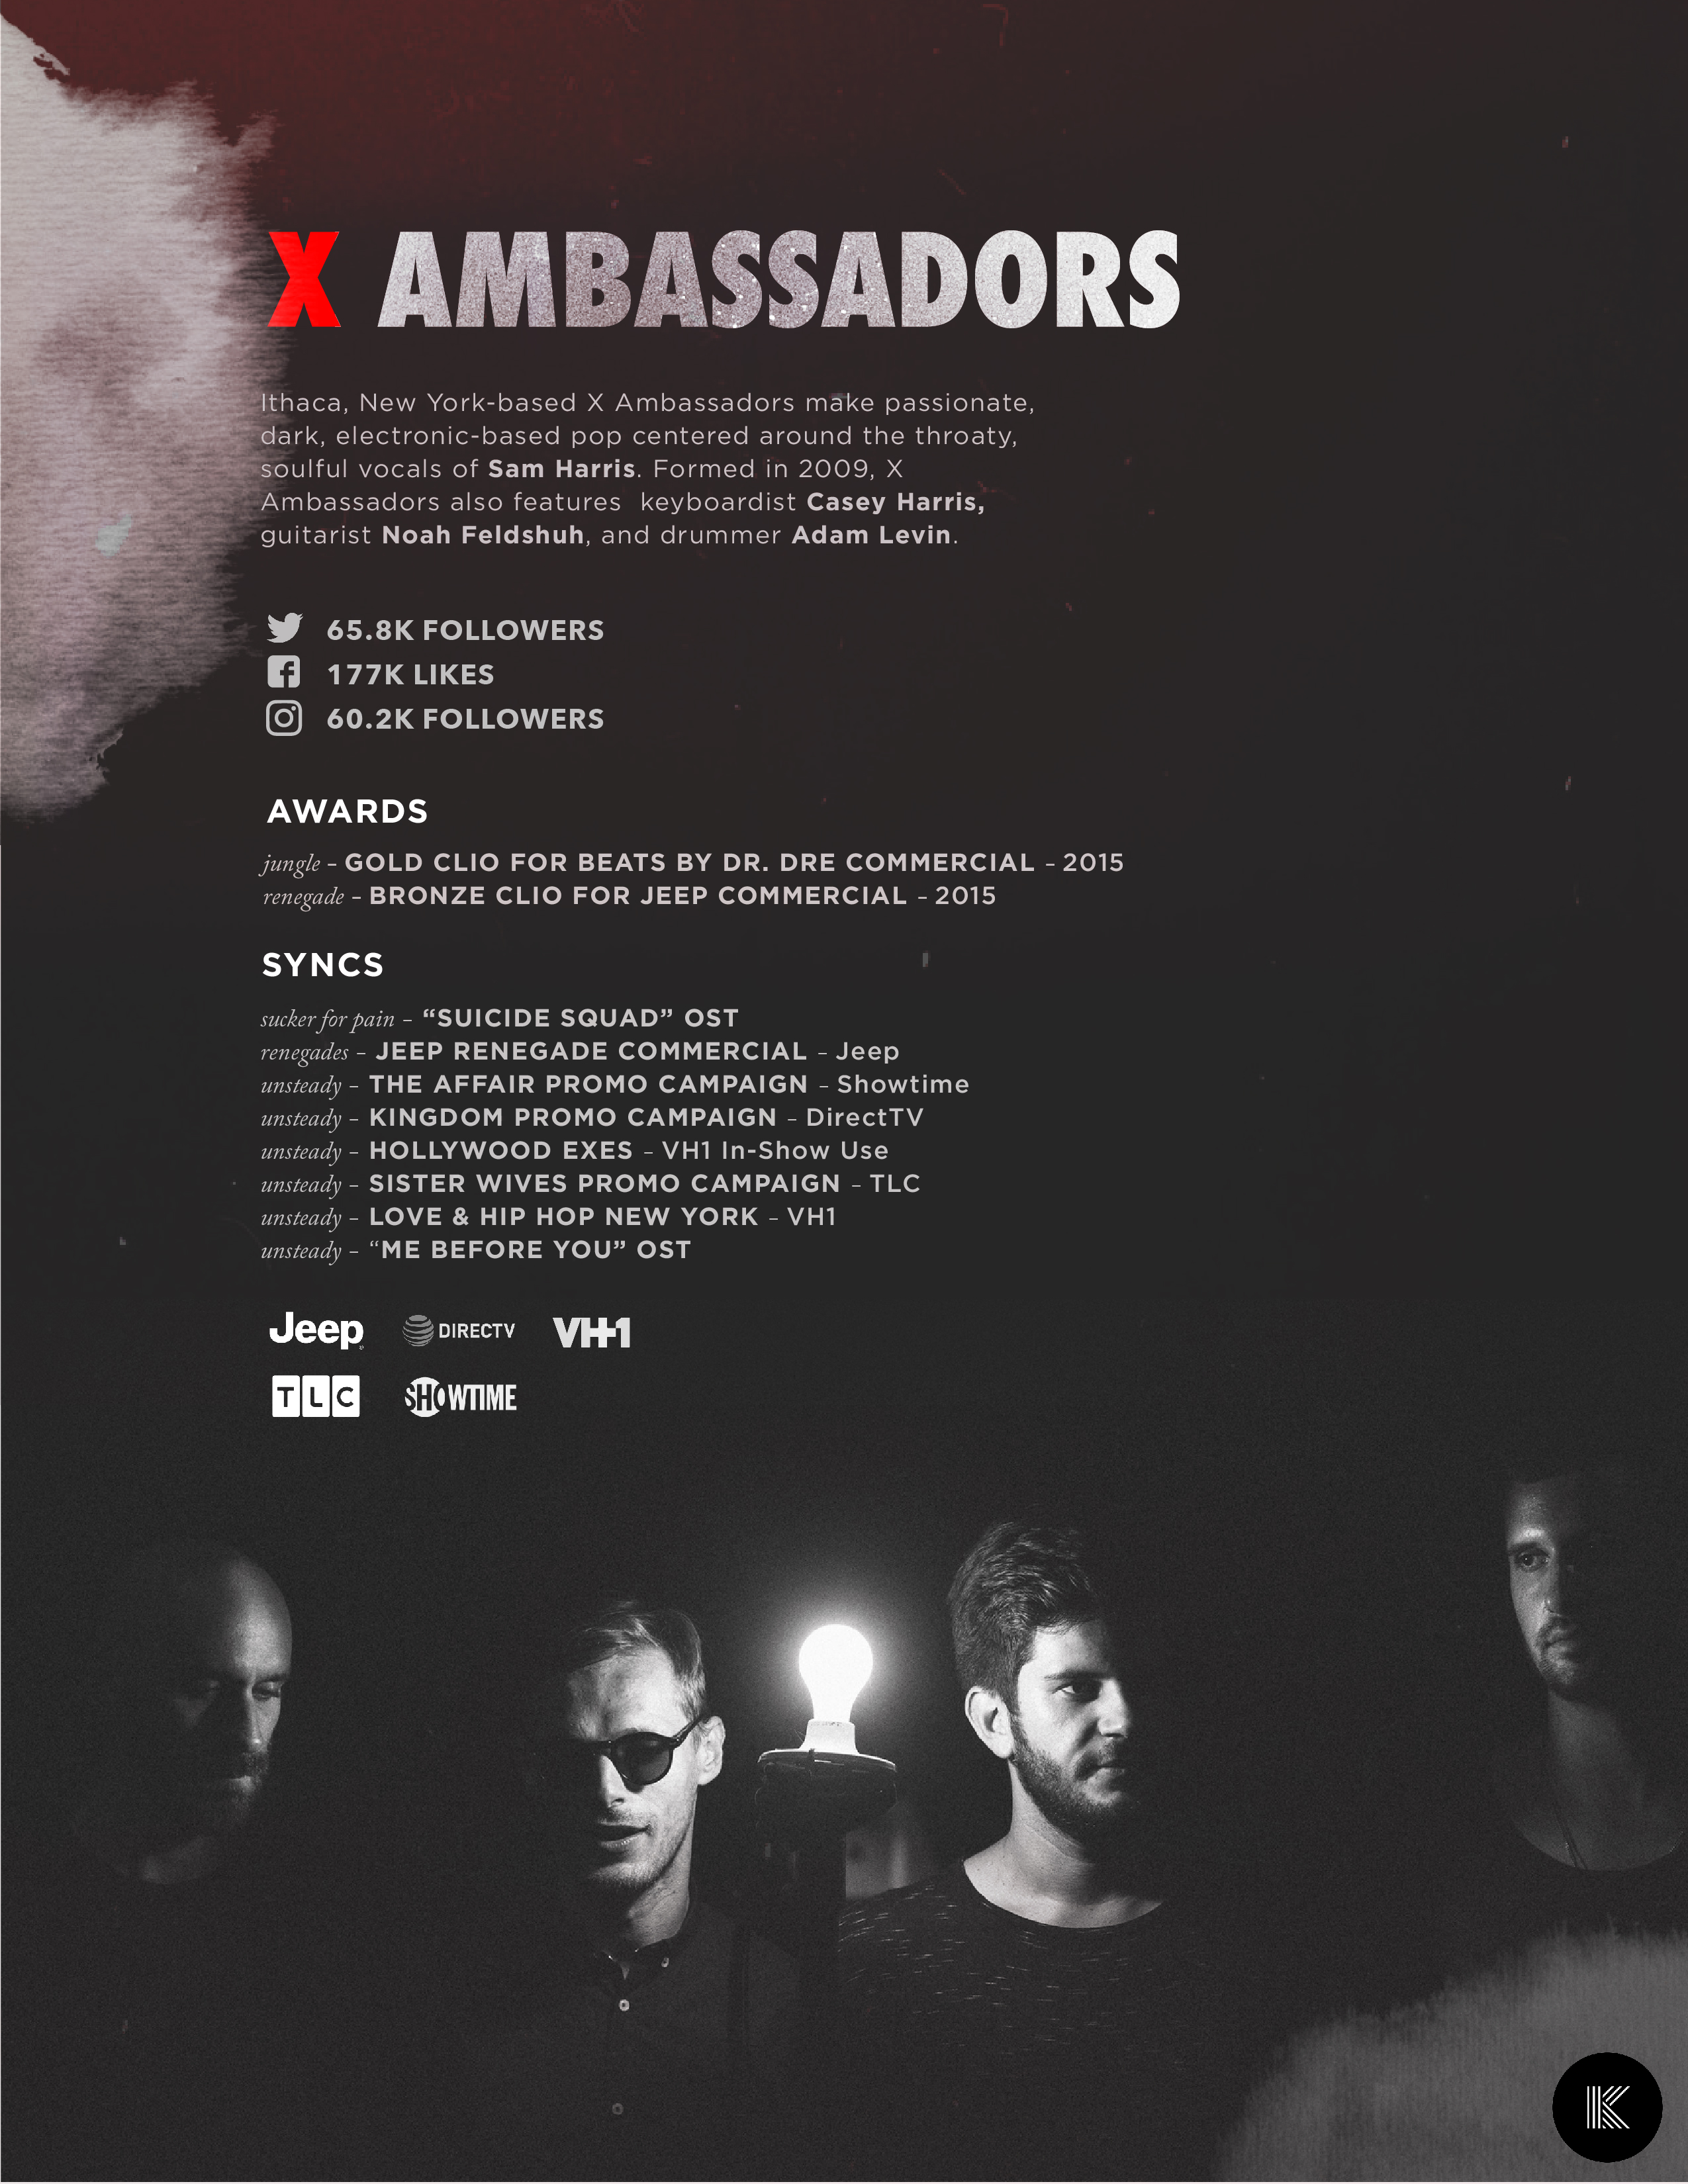 X AMBASSADORS
Ithaca, New York-based X Ambassadors make passionate,
dark, electronic-based pop centered around the throaty,
soulful vocals of Sam Harris. Formed in 2009, X
Ambassadors also features  keyboardist Casey Harris,
guitarist Noah Feldshuh, and drummer Adam Levin.
65.8K FOLLOWERS
177K LIKES
60.2K FOLLOWERS
AWARDS
jungle – GOLD CLIO FOR BEATS BY DR. DRE COMMERCIAL – 2015
renegade – BRONZE CLIO FOR JEEP COMMERCIAL – 2015
SYNCS
sucker for pain – “SUICIDE SQUAD” OST
renegades – JEEP RENEGADE COMMERCIAL – Jeep
unsteady – THE AFFAIR PROMO CAMPAIGN – Showtime
unsteady – KINGDOM PROMO CAMPAIGN – DirectTV
unsteady – HOLLYWOOD EXES – VH1 In-Show Use
unsteady – SISTER WIVES PROMO CAMPAIGN – TLC
unsteady – LOVE & HIP HOP NEW YORK – VH1
unsteady – “ME BEFORE YOU” OST
Jeep DIRECTV VH1
TLC SHOWTIME
K